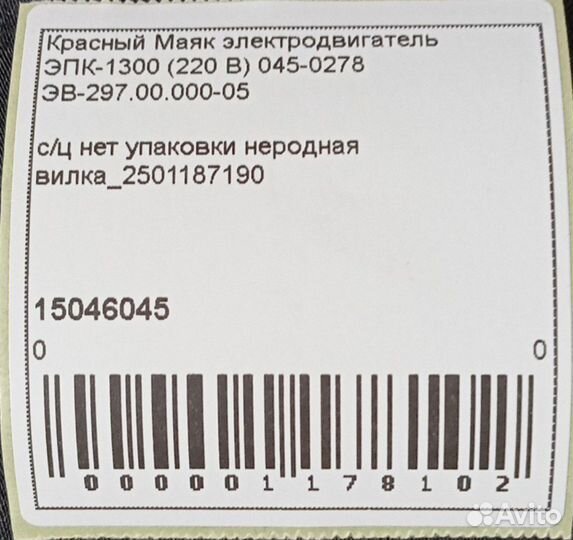 Красный Маяк электродвигатель
ЭПК-1300 (220 В) 045-0278
ЭВ-297.00.000-05
с/ц нет упаковки неродная
вилка_2501187190
15046045
0 0
000001178102
Avito